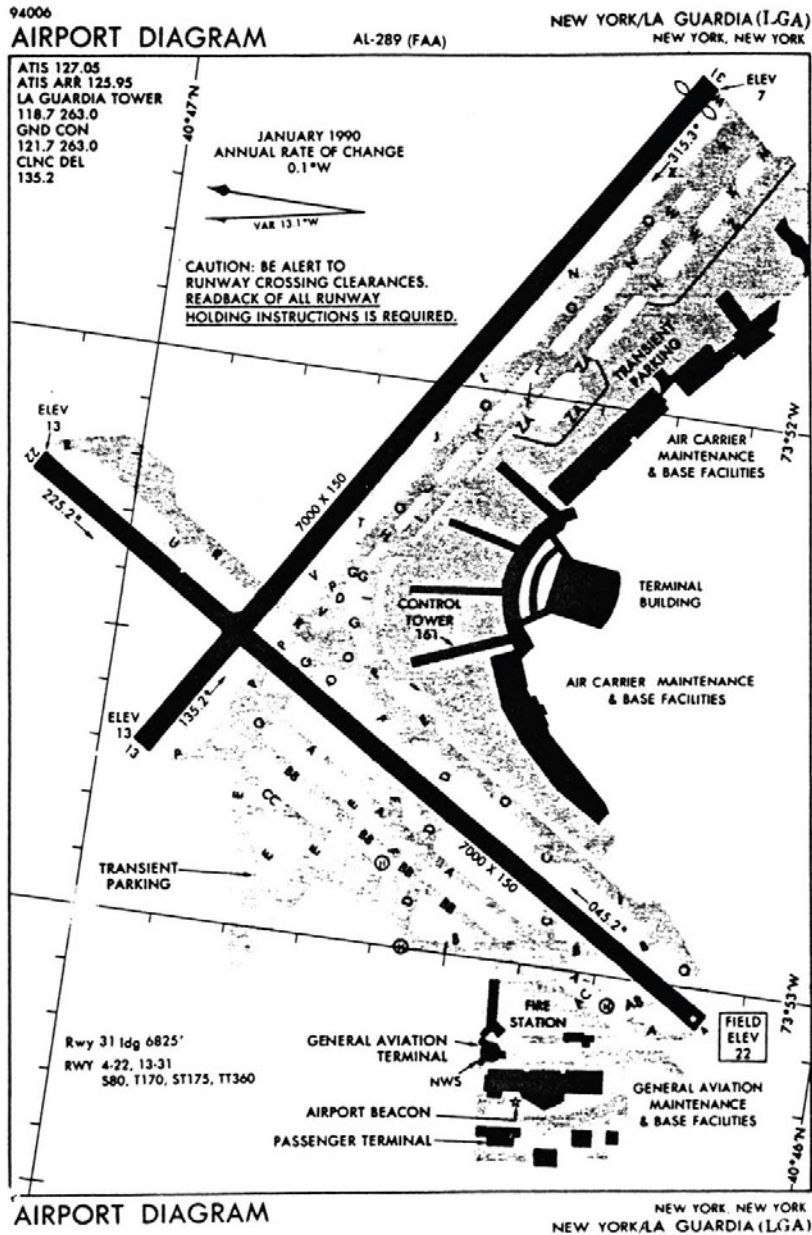 94006
AIRPORT DIAGRAM
AL-289 (FAA)
NEW YORK/LA GUARDIA (LGA)
NEW YORK, NEW YORK
ATIS 127.05
ATIS ARR 125.95
LA GUARDIA TOWER
118.7 263.0
GND CON
121.7 263.0
CLNC DEL
135.2
40°47'N
JANUARY 1990
ANNUAL RATE OF CHANGE
0.1°W
VAR 13.1°W
CAUTION: BE ALERT TO
RUNWAY CROSSING CLEARANCES.
READBACK OF ALL RUNWAY
HOLDING INSTRUCTIONS IS REQUIRED.
31
ELEV
7
315.3°
TRANSIENT
PARKING
73°52'W
AIR CARRIER
MAINTENANCE
& BASE FACILITIES
ELEV
13
22
225.2°
7000 X 150
TERMINAL
BUILDING
CONTROL
TOWER
161
AIR CARRIER MAINTENANCE
& BASE FACILITIES
ELEV
13
13
135.2°
TRANSIENT
PARKING
7000 X 150
045.2°
73°53'W
FIELD
ELEV
22
4
FIRE
STATION
GENERAL AVIATION
TERMINAL
NWS
Rwy 31 ldg 6825'
RWY 4-22, 13-31
S80, T170, ST175, TT360
AIRPORT BEACON
PASSENGER TERMINAL
GENERAL AVIATION
MAINTENANCE
& BASE FACILITIES
40°46'N
AIRPORT DIAGRAM
NEW YORK, NEW YORK
NEW YORK/LA GUARDIA (LGA)